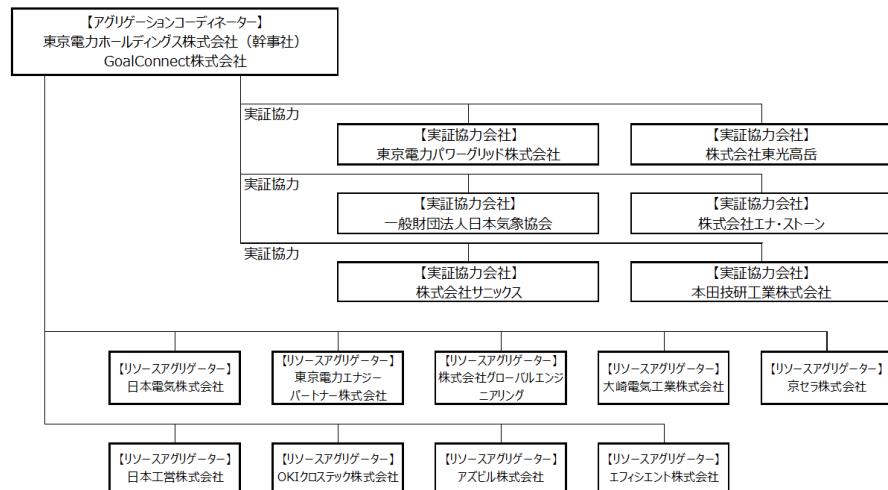 【アグリゲーションコーディネーター】
東京電力ホールディングス株式会社（幹事社）
GoalConnect株式会社
実証協力
【実証協力会社】
東京電力パワーグリッド株式会社
【実証協力会社】
株式会社東光高岳
実証協力
【実証協力会社】
一般財団法人日本気象協会
【実証協力会社】
株式会社エナ・ストーン
実証協力
【実証協力会社】
株式会社サニックス
【実証協力会社】
本田技研工業株式会社
【リソースアグリゲーター】
日本電気株式会社
【リソースアグリゲーター】
東京電力エナジー
パートナー株式会社
【リソースアグリゲーター】
株式会社グローバルエンジ
ニアリング
【リソースアグリゲーター】
大崎電気工業株式会社
【リソースアグリゲーター】
京セラ株式会社
【リソースアグリゲーター】
日本工営株式会社
【リソースアグリゲーター】
OKIクロステック株式会社
【リソースアグリゲーター】
アズビル株式会社
【リソースアグリゲーター】
エフィシエント株式会社